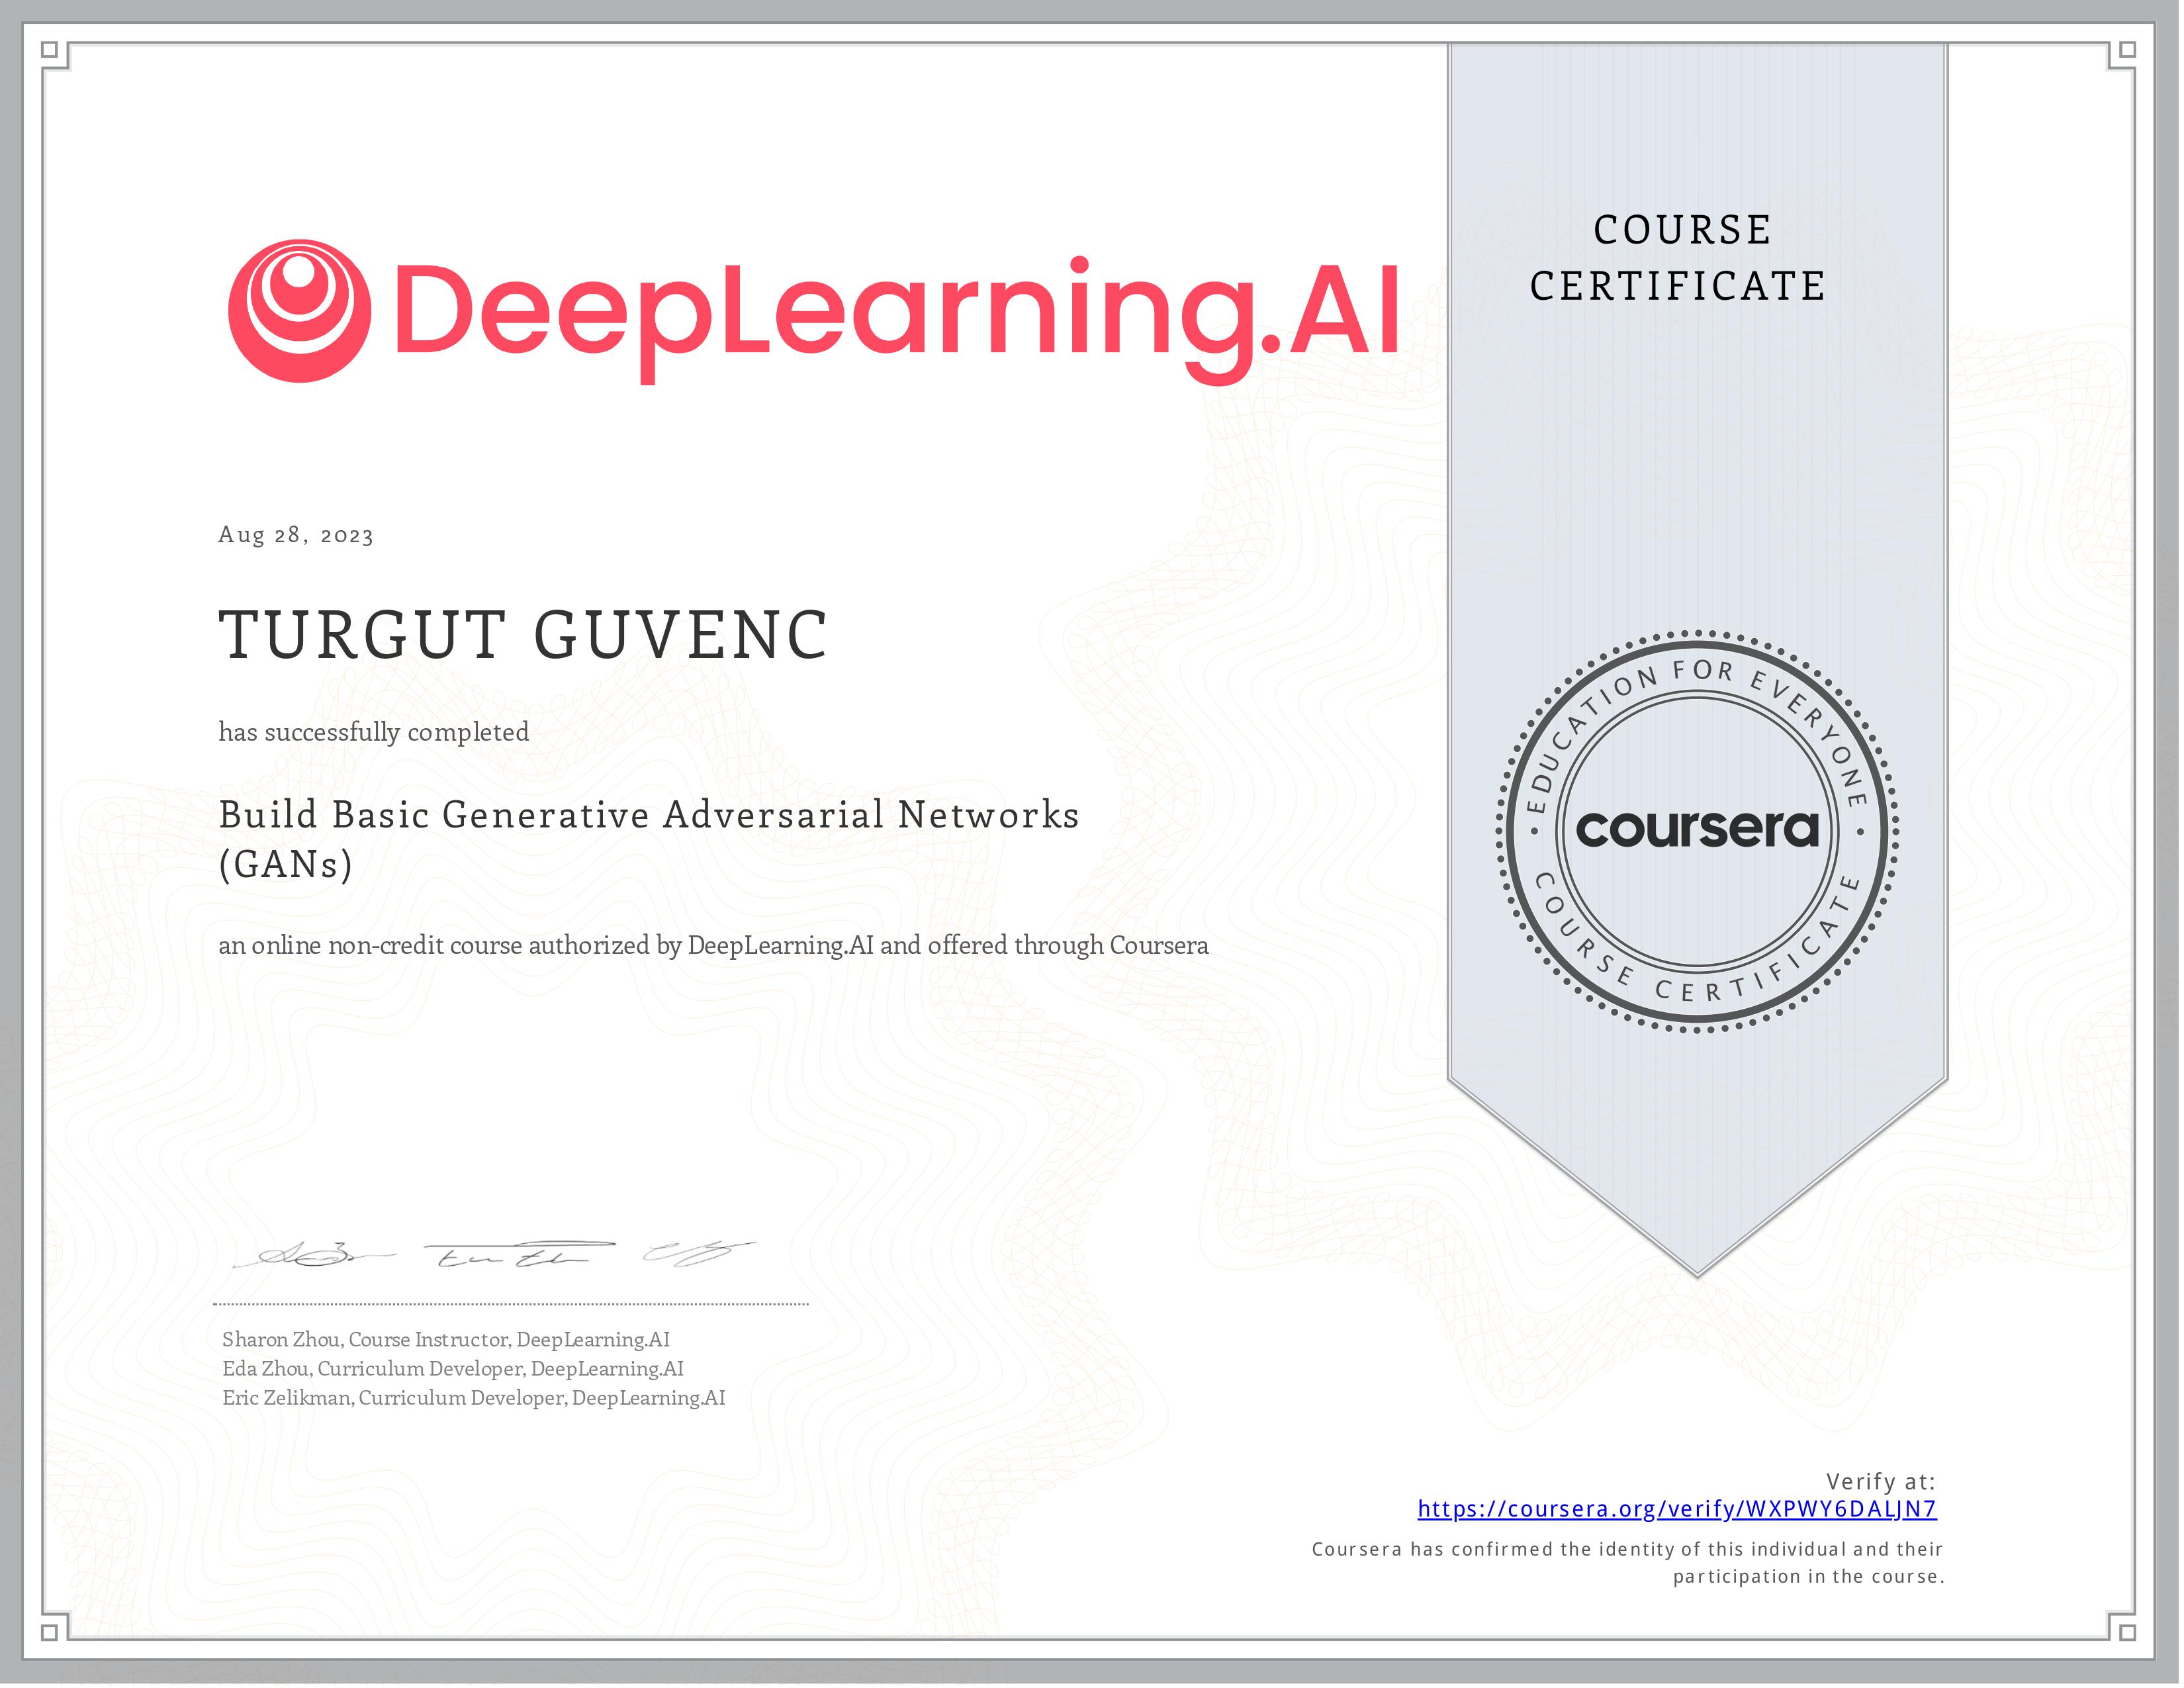 DeepLearning.AI
COURSE
CERTIFICATE
Aug 28, 2023
TURGUT GUVENC
has successfully completed
Build Basic Generative Adversarial Networks
(GANs)
an online non-credit course authorized by DeepLearning.AI and offered through Coursera
EDUCATION FOR EVERYONE
coursera
COURSE CERTIFICATE
Sharon Zhou, Course Instructor, DeepLearning.AI
Eda Zhou, Curriculum Developer, DeepLearning.AI
Eric Zelikman, Curriculum Developer, DeepLearning.AI
Verify at:
https://coursera.org/verify/WXPWY6DALJN7
Coursera has confirmed the identity of this individual and their
participation in the course.